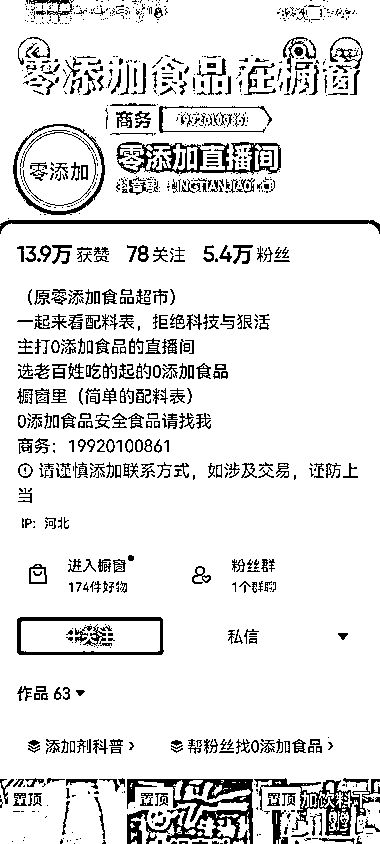 零添加食品在橱窗
商务 19920100861
零添加
零添加直播间
抖音号：LINGTIANJIA01
13.9万 获赞 78 关注 5.4万 粉丝
（原零添加食品超市）
一起来看配料表，拒绝科技与狠活
主打0添加食品的直播间
选老百姓吃的起的0添加食品
橱窗里（简单的配料表）
0添加食品安全食品请找我
商务：19920100861
请谨慎添加联系方式，如涉及交易，谨防上
当
IP：河北
进入橱窗 粉丝群
174件好物 1个群聊
+关注 私信
作品 63
添加剂科普 帮粉丝找0添加食品
置顶 置顶 置顶 加饮料下